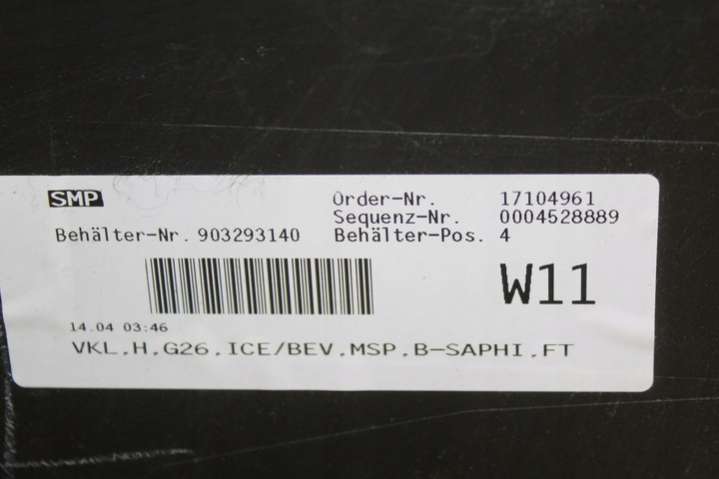 SMP
Order-Nr. 17104961
Sequenz-Nr. 0004528889
Behälter-Nr. 903293140 Behälter-Pos. 4
W11
14.04 03:46
VKL,H,G26,ICE/BEV,MSP,B-SAPHI,FT